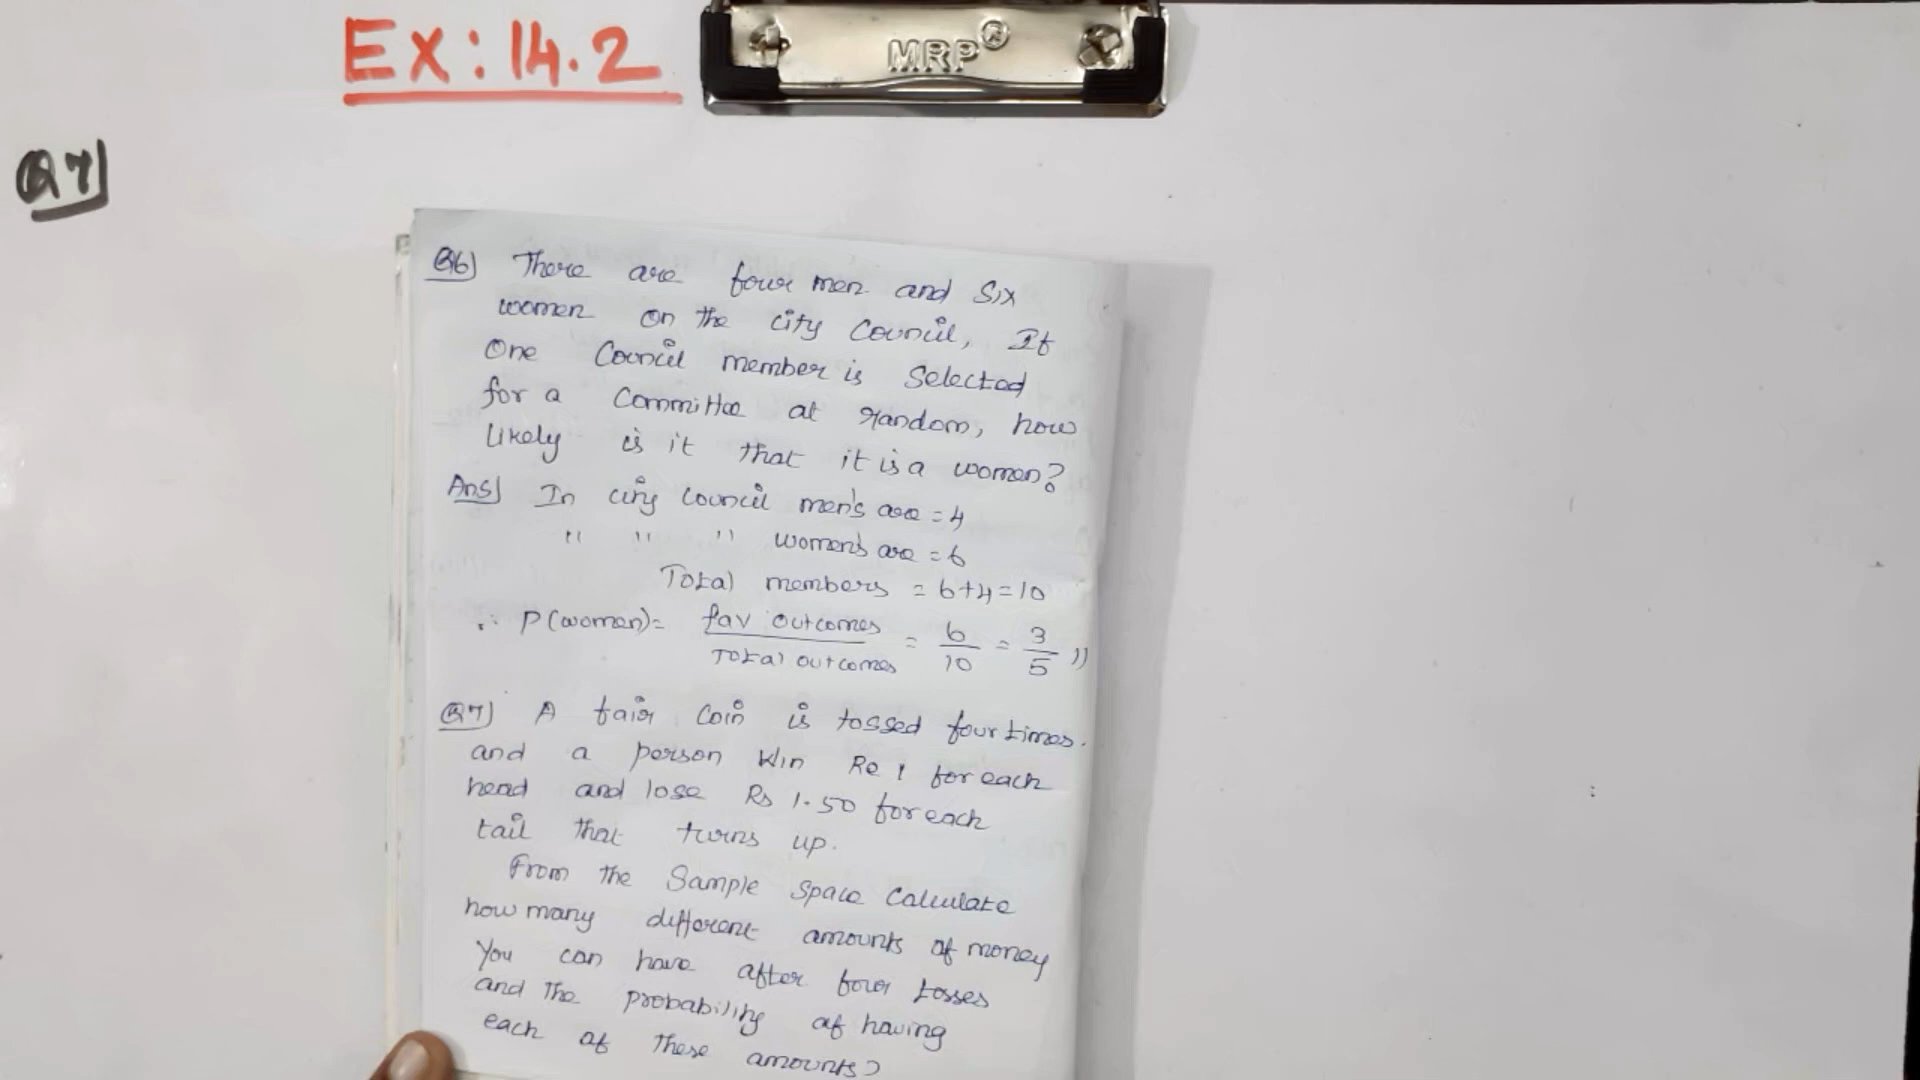 Ex: 14.2
MRP®
Q7)
Q6) There are four men and Six
women on the city Council, If
One Council member is Selected
for a Committee at random, how
likely is it that it is a women?
Ans) In city Council men's are = 4
" " " women's are = 6
Total members = 6+4=10
∴ P(women)= fav outcomes / Total outcomes = 6/10 = 3/5 //
Q7) A fair Coin is tossed four times.
and a person Win Re 1 for each
head and lose Rs 1.50 for each
tail that turns up.
From the Sample Space Calculate
how many different amounts of money
You can have after four tosses
and The probability of having
each of These amounts?